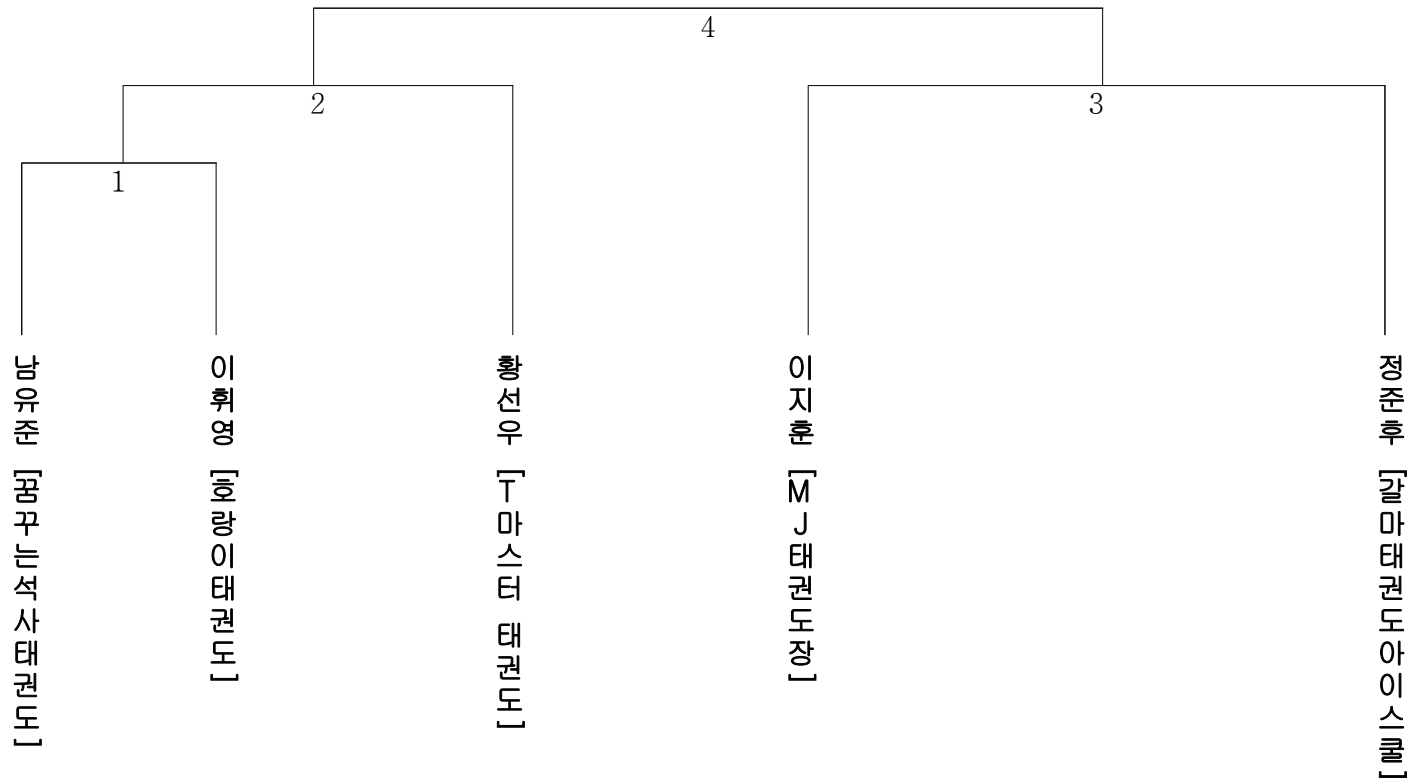 4
2
3
1
남유준 [꿈꾸는석사태권도]
이휘영 [호랑이태권도]
황선우 [T마스터 태권도]
이지훈 [MJ태권도장]
정준후 [갈마태권도아이스쿨]